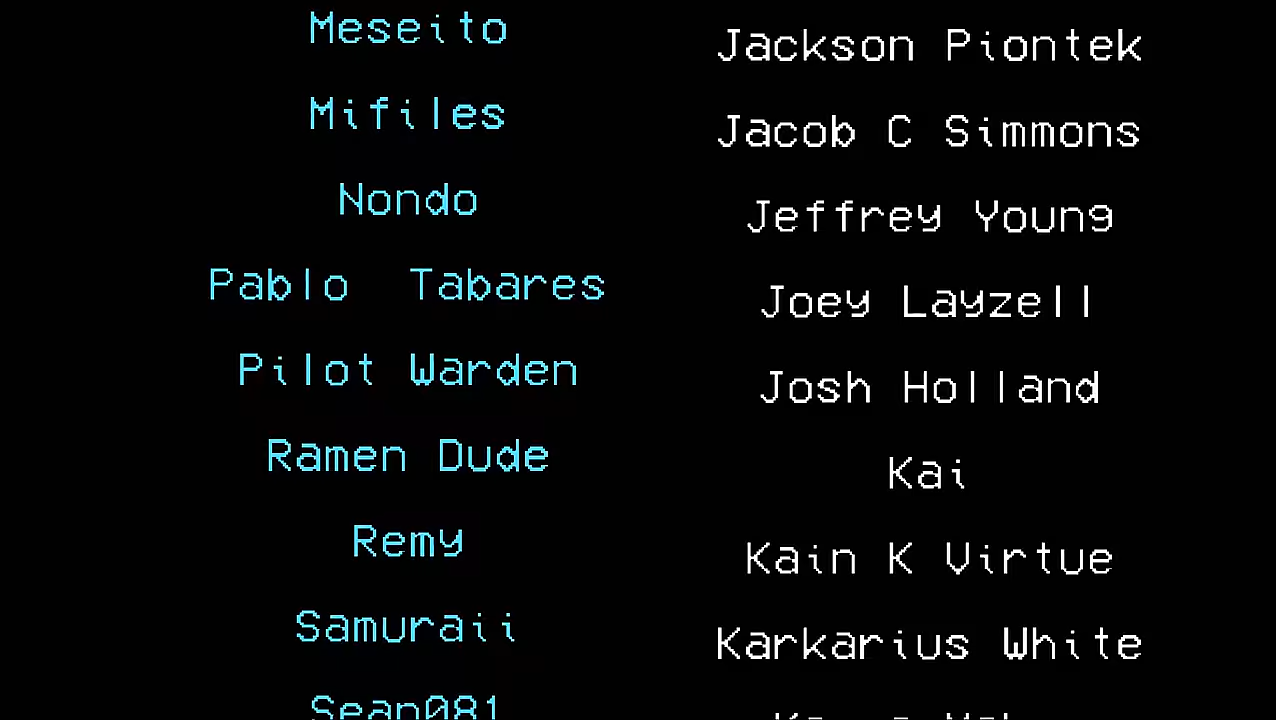 Meseito
Mifiles
Nondo
Pablo  Tabares
Pilot Warden
Ramen Dude
Remy
Samuraii
Sean081
Jackson Piontek
Jacob C Simmons
Jeffrey Young
Joey Layzell
Josh Holland
Kai
Kain K Virtue
Karkarius White